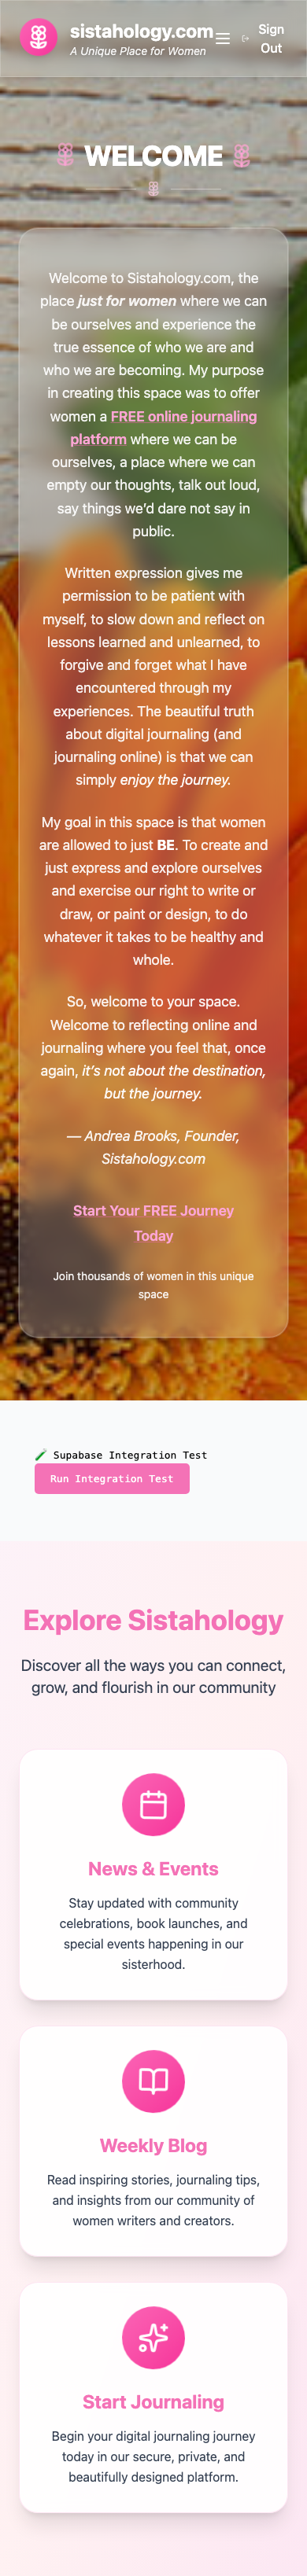 sistahology.com
A Unique Place for Women
Sign
Out
WELCOME
Welcome to Sistahology.com, the
place just for women where we can
be ourselves and experience the
true essence of who we are and
who we are becoming. My purpose
in creating this space was to offer
women a FREE online journaling
platform where we can be
ourselves, a place where we can
empty our thoughts, talk out loud,
say things we'd dare not say in
public.
Written expression gives me
permission to be patient with
myself, to slow down and reflect on
lessons learned and unlearned, to
forgive and forget what I have
encountered through my
experiences. The beautiful truth
about digital journaling (and
journaling online) is that we can
simply enjoy the journey.
My goal in this space is that women
are allowed to just BE. To create and
just express and explore ourselves
and exercise our right to write or
draw, or paint or design, to do
whatever it takes to be healthy and
whole.
So, welcome to your space.
Welcome to reflecting online and
journaling where you feel that, once
again, it's not about the destination,
but the journey.
— Andrea Brooks, Founder,
Sistahology.com
Start Your FREE Journey
Today
Join thousands of women in this unique
space
🧪 Supabase Integration Test
Run Integration Test
Explore Sistahology
Discover all the ways you can connect,
grow, and flourish in our community
News & Events
Stay updated with community
celebrations, book launches, and
special events happening in our
sisterhood.
Weekly Blog
Read inspiring stories, journaling tips,
and insights from our community of
women writers and creators.
Start Journaling
Begin your digital journaling journey
today in our secure, private, and
beautifully designed platform.